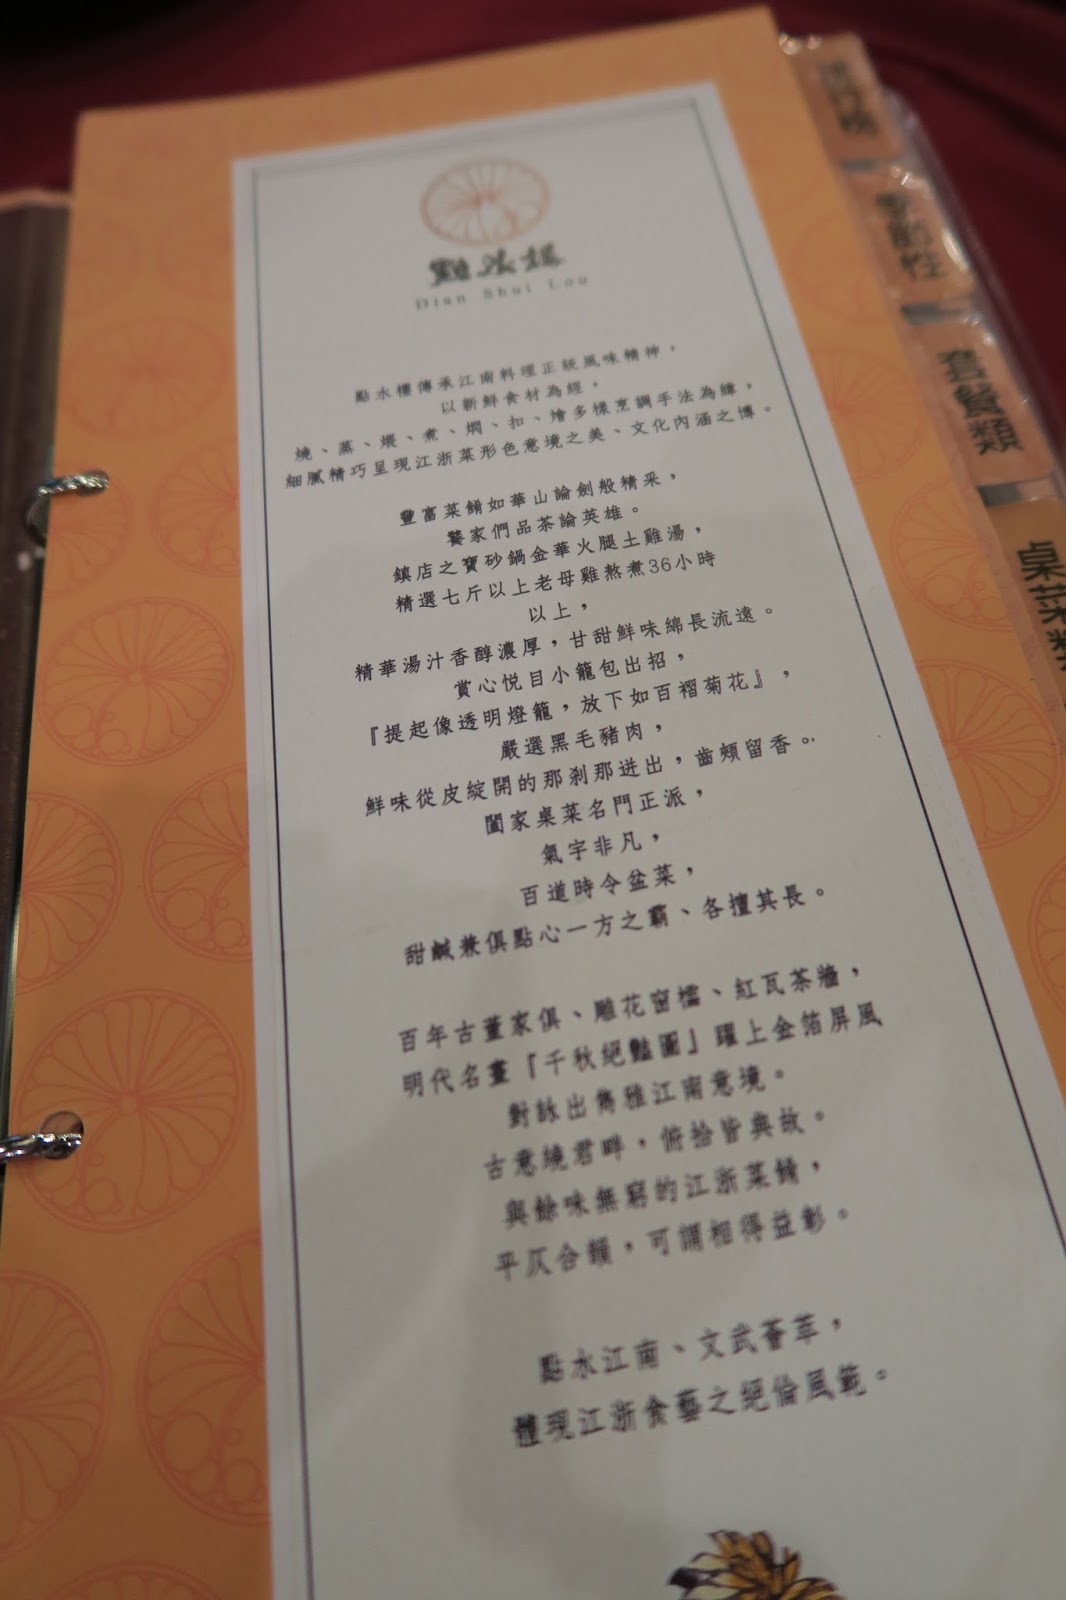 點水樓
Dian Shui Lou
點水樓傳承江南料理正統風味精神，
以新鮮食材為經，
燒、蒸、煨、煮、焖、扣、燴多樣烹調手法為緯，
細膩精巧呈現江浙菜形色意境之美、文化內涵之博。
豐富菜餚如華山論劍般精采，
饕家們品茶論英雄。
鎮店之寶砂鍋金華火腿土雞湯，
精選七斤以上老母雞熬煮36小時
以上，
精華湯汁香醇濃厚，甘甜鮮味綿長流遠。
賞心悅目小籠包出招，
『提起像透明燈籠，放下如百褶菊花』，
嚴選黑毛豬肉，
鮮味從皮綻開的那剎那迸出，齒頰留香。
闔家桌菜名門正派，
氣宇非凡，
百道時令盆菜，
甜鹹兼俱點心一方之霸、各擅其長。
百年古董家俱、雕花窗櫺、紅瓦茶牆，
明代名畫『千秋絕豔圖』躍上金箔屏風
對詠出雋雅江南意境。
古意繞君畔，俯拾皆典故。
與餘味無窮的江浙菜餚，
平仄合韻，可謂相得益彰。
點水江南、文武薈萃，
體現江浙食藝之絕倫風範。
季節性
套餐類
桌菜類